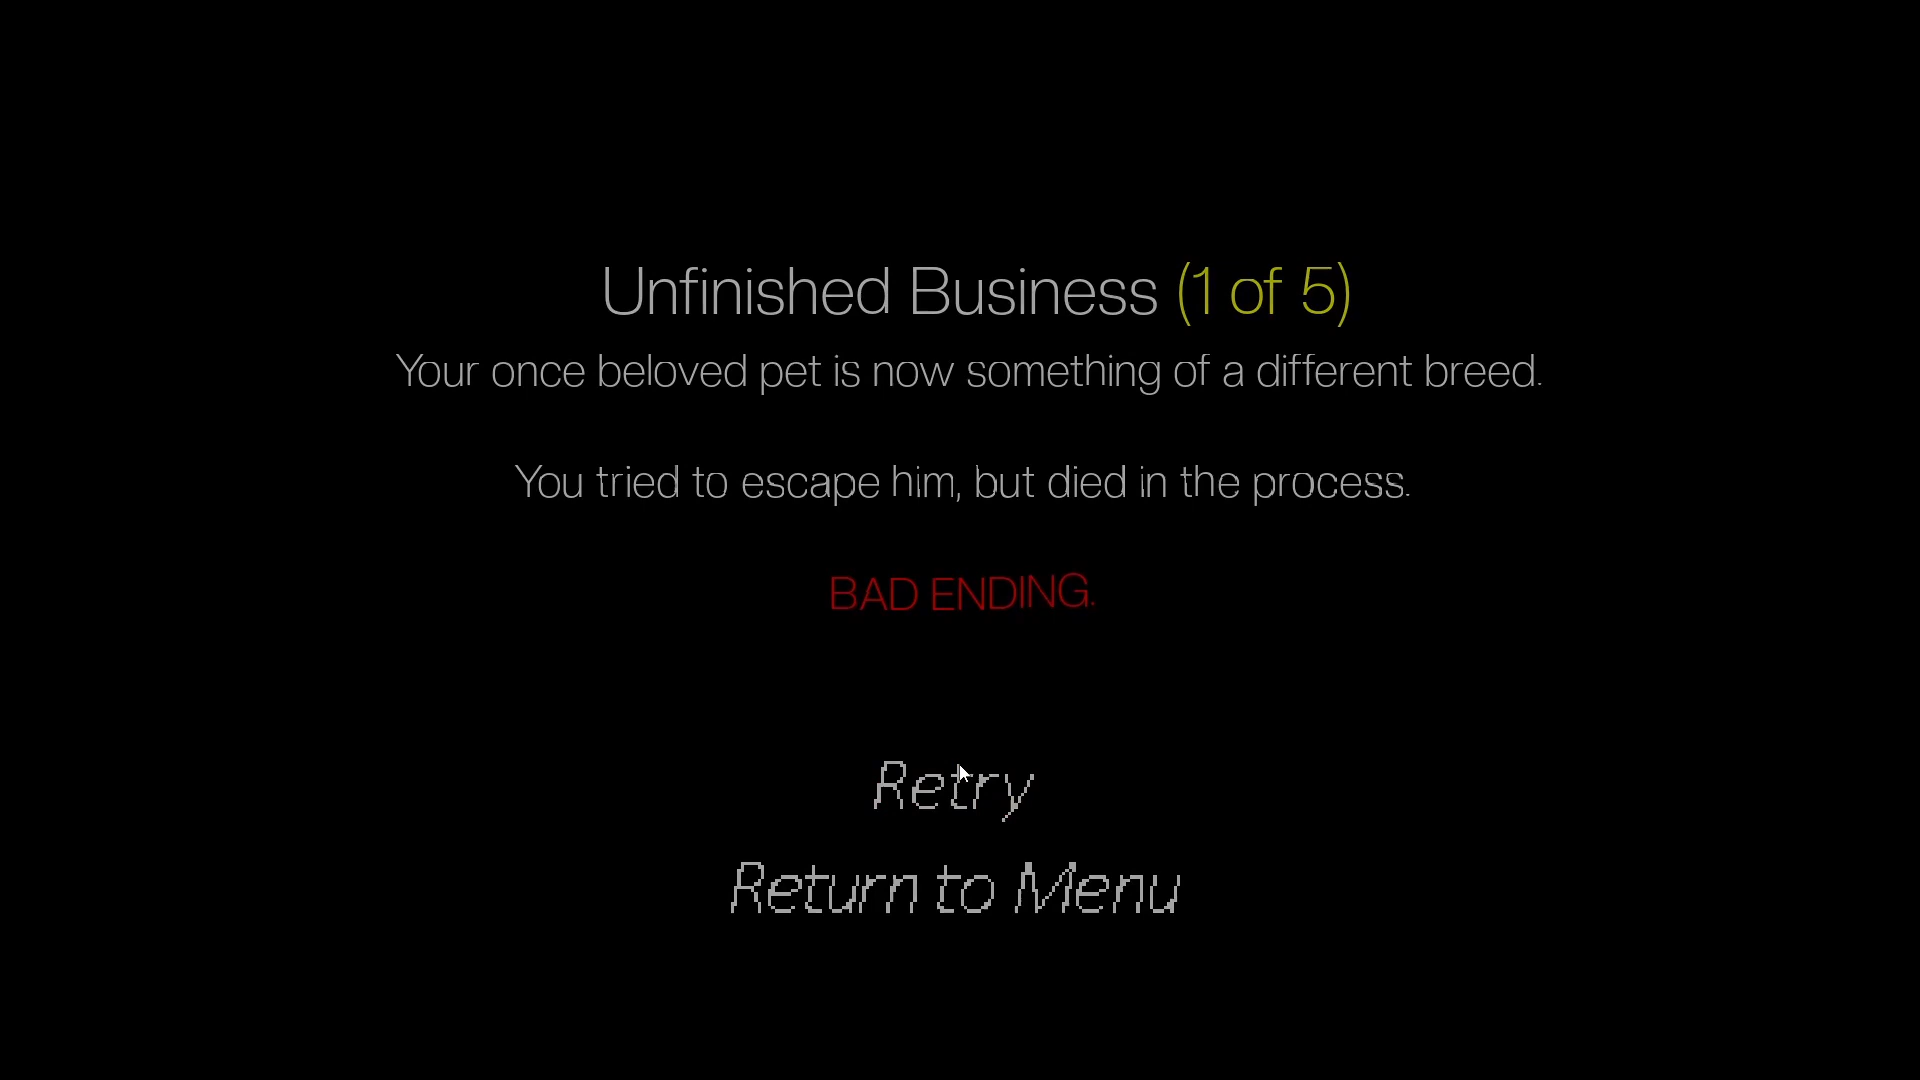 Unfinished Business (1 of 5)
Your once beloved pet is now something of a different breed.
You tried to escape him, but died in the process.
BAD ENDING.
Retry
Return to Menu